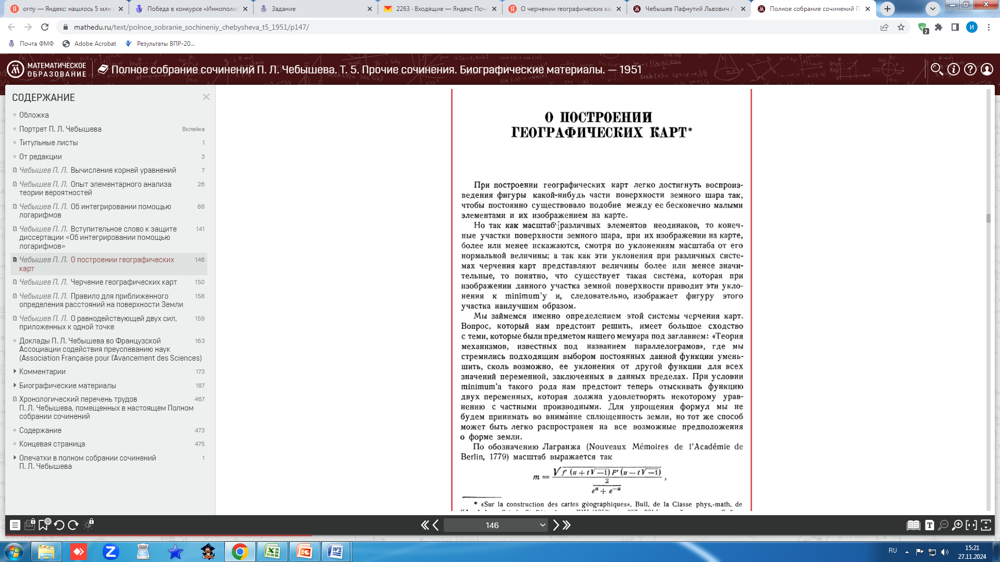 огпу — Яндекс: нашлось 5 млн
Победа в конкурсе «Иннополис
Задание
2263 · Входящие — Яндекс Поч
О черчении географических ка
Чебышев Пафнутий Львович /
Полное собрание сочинений П
mathedu.ru/text/polnoe_sobranie_sochineniy_chebysheva_t5_1951/p147/
2
И
Почта ФМФ
Adobe Acrobat
Результаты ВПР-20...
МАТЕМАТИЧЕСКОЕ
ОБРАЗОВАНИЕ
Полное собрание сочинений П. Л. Чебышева. Т. 5. Прочие сочинения. Биографические материалы. — 1951
СОДЕРЖАНИЕ
Обложка
Портрет П. Л. Чебышева Вклейка
Титульные листы 1
От редакции 3
Чебышев П. Л. Вычисление корней уравнений 7
Чебышев П. Л. Опыт элементарного анализа 26
теории вероятностей
Чебышев П. Л. Об интегрировании помощью 88
логарифмов
Чебышев П. Л. Вступительное слово к защите 141
диссертации «Об интегрировании помощью
логарифмов»
Чебышев П. Л. О построении географических 146
карт
Чебышев П. Л. Черчение географических карт 150
Чебышев П. Л. Правило для приближенного 158
определения расстояний на поверхности Земли
Чебышев П. Л. О равнодействующей двух сил, 159
приложенных к одной точке
Доклады П. Л. Чебышева во Французской 163
Ассоциации содействия преуспеванию наук
(Association Française pour l'Avancement des Sciences)
Комментарии 173
Биографические материалы 187
Хронологический перечень трудов 467
П. Л. Чебышева, помещенных в настоящем Полном
собрании сочинений
Содержание 473
Концевая страница 475
Опечатки в полном собрании сочинений 1
П. Л. Чебышева
О ПОСТРОЕНИИ
ГЕОГРАФИЧЕСКИХ КАРТ*
При построении географических карт легко достигнуть воспроиз-
ведения фигуры какой-нибудь части поверхности земного шара так,
чтобы постоянно существовало подобие между ее бесконечно малыми
элементами и их изображением на карте.
Но так как масштаб [различных элементов неодинаков, то конеч-
ные участки поверхности земного шара, при их изображении на карте,
более или менее искажаются, смотря по уклонениям масштаба от его
нормальной величины; а так как эти уклонения при различных систе-
мах черчения карт представляют величины более или менее значи-
тельные, то понятно, что существует такая система, которая при
изображении данного участка земной поверхности приводит эти укло-
нения к minimum'у и, следовательно, изображает фигуру этого
участка наилучшим образом.
Мы займемся именно определением этой системы черчения карт.
Вопрос, который нам предстоит решить, имеет большое сходство
с теми, которые были предметом нашего мемуара под заглавием: «Теория
механизмов, известных под названием параллелограмов», где мы
стремились подходящим выбором постоянных данной функции умень-
шить, сколь возможно, ее уклонения от другой функции для всех
значений переменной, заключенных в данных пределах. При условии
minimum'а такого рода нам предстоит теперь отыскивать функцию
двух переменных, которая должна удовлетворять некоторому урав-
нению с частными производными. Для упрощения формул мы не
будем принимать во внимание сплющенность земли, но тот же способ
может быть легко распространен на все возможные предположения
о форме земли.
По обозначению Лагранжа (Nouveaux Mémoires de l'Académie de
Berlin, 1779) масштаб выражается так
m = √f′ (u + t√−1) F′ (u − t√−1)
2
eᵘ + e⁻ᵘ ,
* «Sur la construction des cartes géographiques». Bull. de la Classe phys.-math. de
0
146
T
RU
15:21
27.11.2024